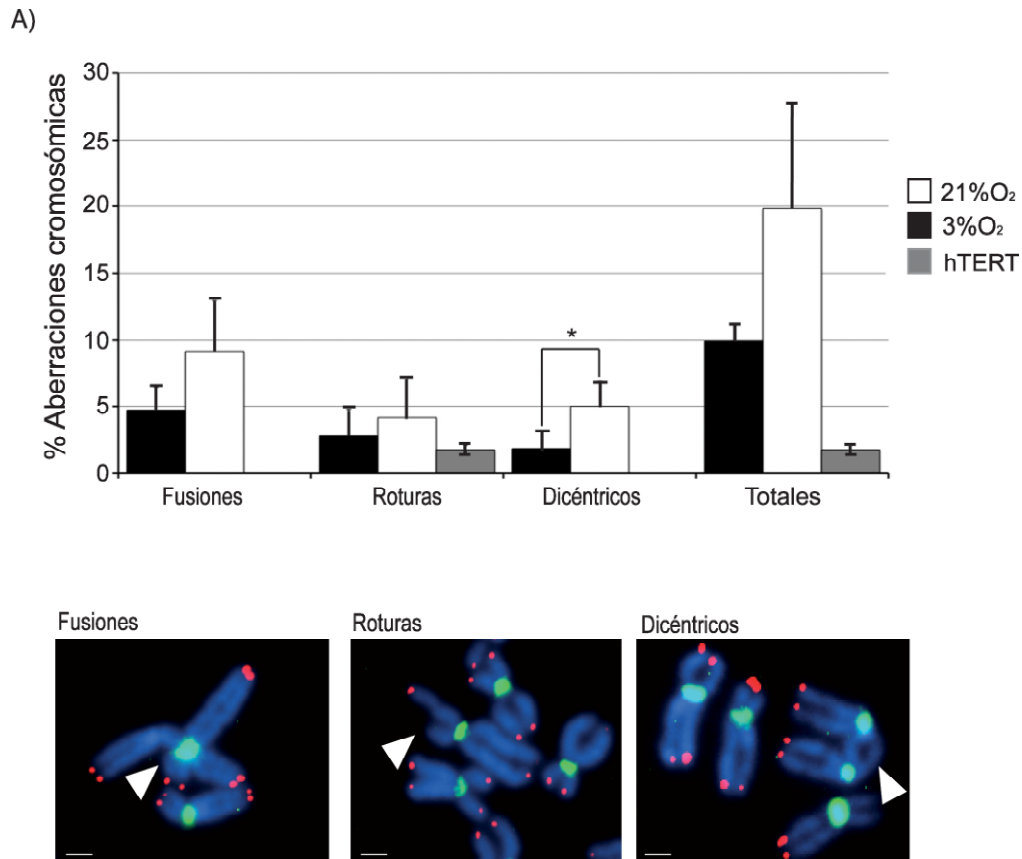 A)
% Aberraciones cromosómicas
30
25
20
15
10
5
0
*
21%O₂
3%O₂
hTERT
Fusiones
Roturas
Dicéntricos
Totales
Fusiones
Roturas
Dicéntricos